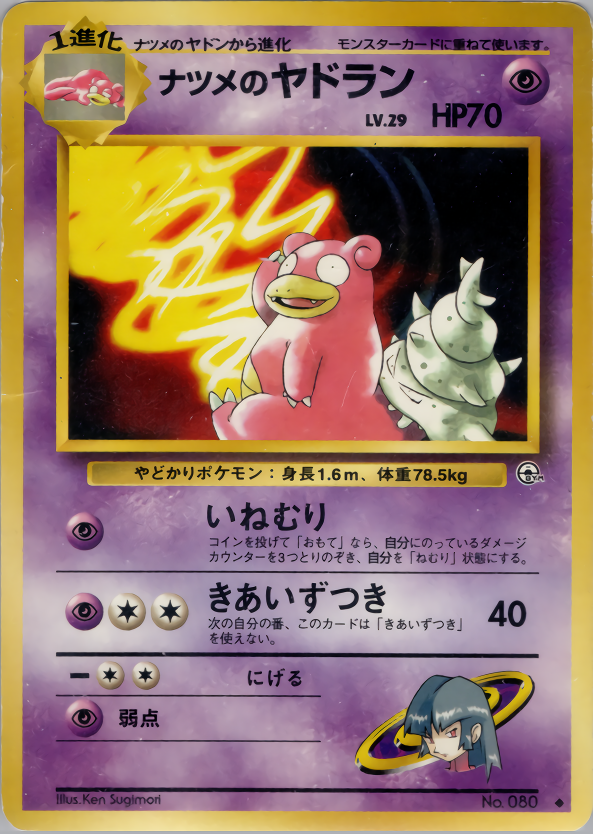 1進化
ナツメのヤドンから進化
モンスターカードに重ねて使います。
ナツメのヤドラン
LV.29 HP70
やどかりポケモン：身長1.6m、体重78.5kg
GYM
いねむり
コインを投げて「おもて」なら、自分にのっているダメージ
カウンターを3つとりのぞき、自分を「ねむり」状態にする。
きあいずつき 40
次の自分の番、このカードは「きあいずつき」
を使えない。
にげる
弱点
Illus.Ken Sugimori
No. 080